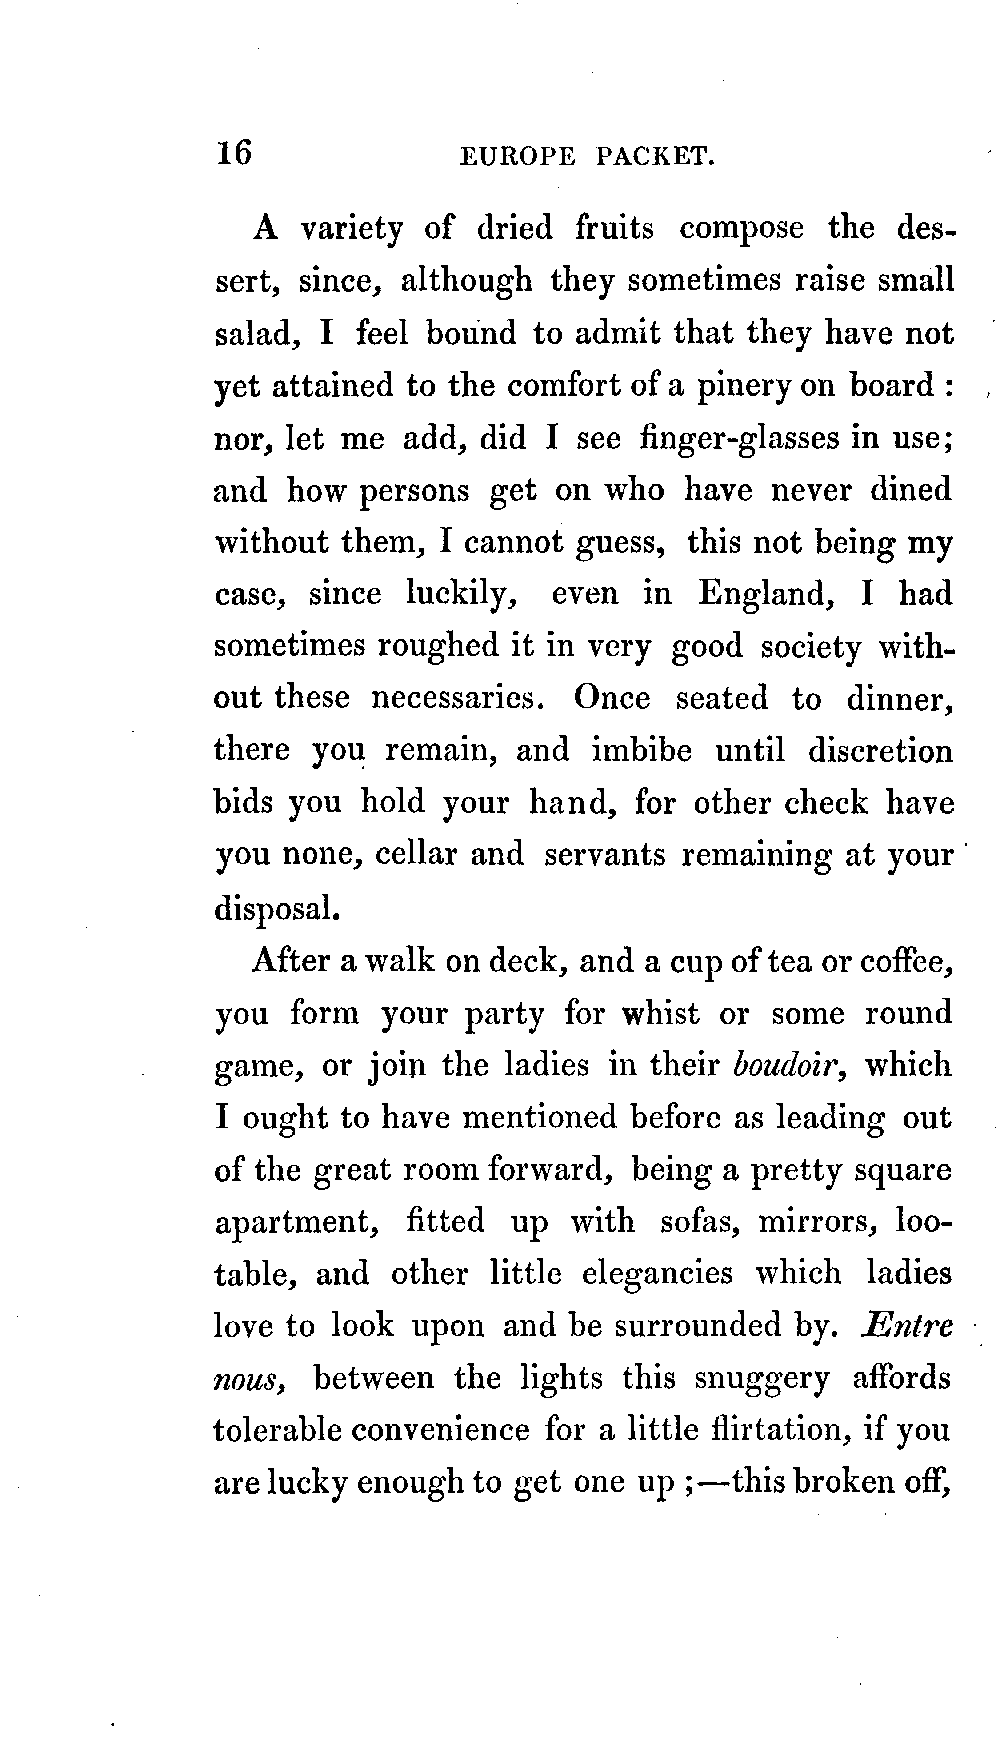 16 EUROPE PACKET.
A variety of dried fruits compose the des-
sert, since, although they sometimes raise small
salad, I feel bound to admit that they have not
yet attained to the comfort of a pinery on board :
nor, let me add, did I see finger-glasses in use;
and how persons get on who have never dined
without them, I cannot guess, this not being my
case, since luckily, even in England, I had
sometimes roughed it in very good society with-
out these necessaries. Once seated to dinner,
there you remain, and imbibe until discretion
bids you hold your hand, for other check have
you none, cellar and servants remaining at your
disposal.
After a walk on deck, and a cup of tea or coffee,
you form your party for whist or some round
game, or join the ladies in their boudoir, which
I ought to have mentioned before as leading out
of the great room forward, being a pretty square
apartment, fitted up with sofas, mirrors, loo-
table, and other little elegancies which ladies
love to look upon and be surrounded by. Entre
nous, between the lights this snuggery affords
tolerable convenience for a little flirtation, if you
are lucky enough to get one up ;—this broken off,